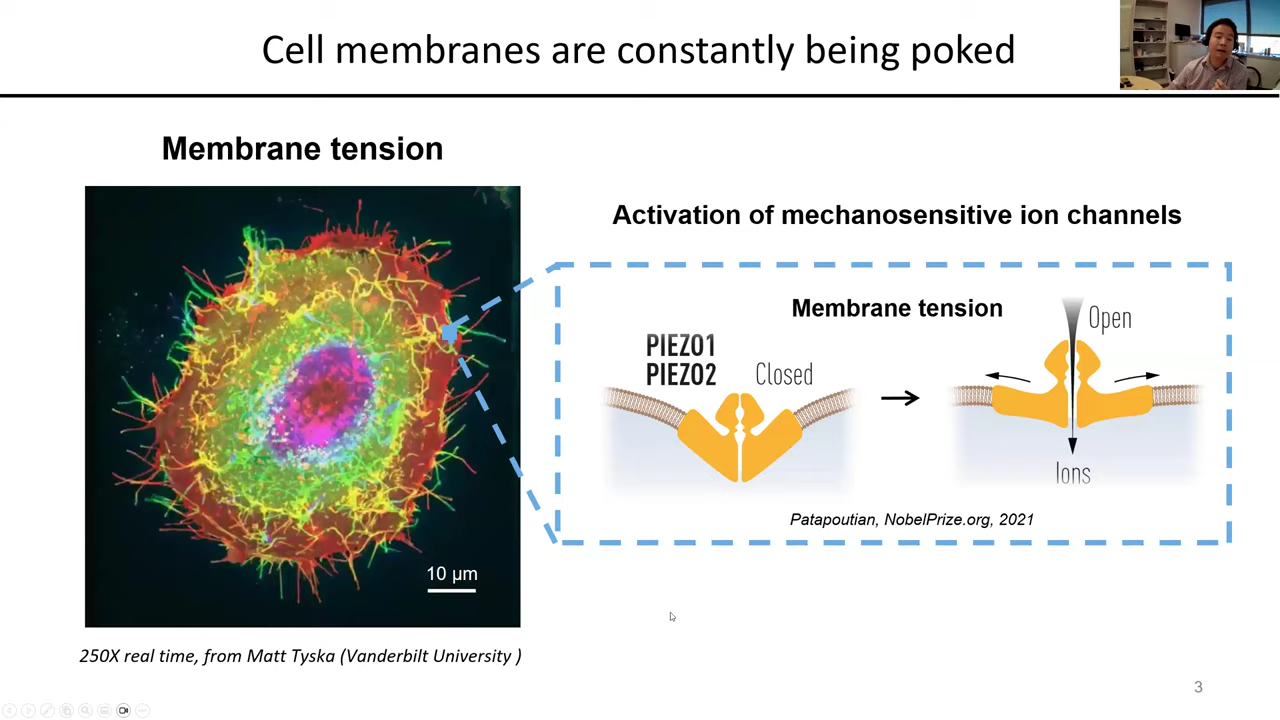 Cell membranes are constantly being poked
Membrane tension
Activation of mechanosensitive ion channels
Membrane tension
Open
PIEZO1
PIEZO2
Closed
Ions
Patapoutian, NobelPrize.org, 2021
10 µm
250X real time, from Matt Tyska (Vanderbilt University )
3